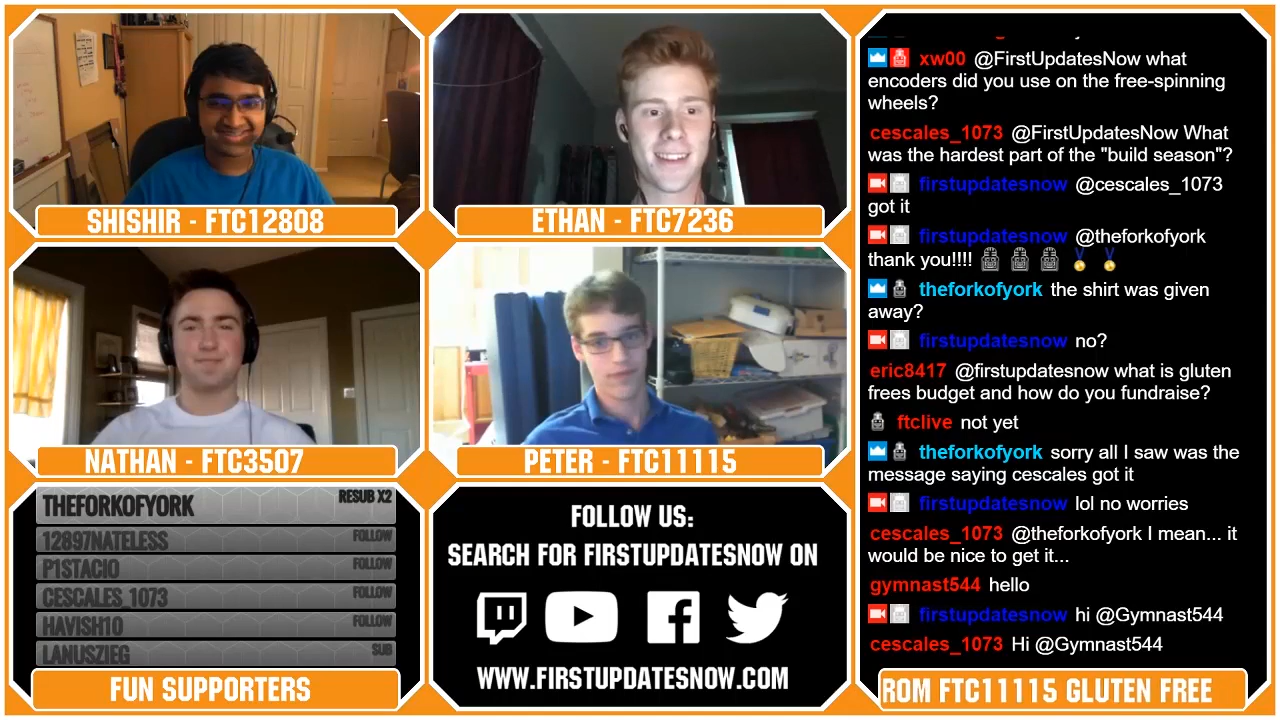 SHISHIR - FTC12808
ETHAN - FTC7236
NATHAN - FTC3507
PETER - FTC11115
THEFORKOFYORK RESUB X2
12897NATELESS FOLLOW
P1STACIO FOLLOW
CESCALES_1073 FOLLOW
HAVISH10 FOLLOW
LANUSZIEG SUB
FUN SUPPORTERS
FOLLOW US:
SEARCH FOR FIRSTUPDATESNOW ON
WWW.FIRSTUPDATESNOW.COM
xw00 @FirstUpdatesNow what
encoders did you use on the free-spinning
wheels?
cescales_1073 @FirstUpdatesNow What
was the hardest part of the "build season"?
firstupdatesnow @cescales_1073
got it
firstupdatesnow @theforkofyork
thank you!!!!
theforkofyork the shirt was given
away?
firstupdatesnow no?
eric8417 @firstupdatesnow what is gluten
frees budget and how do you fundraise?
ftclive not yet
theforkofyork sorry all I saw was the
message saying cescales got it
firstupdatesnow lol no worries
cescales_1073 @theforkofyork I mean... it
would be nice to get it...
gymnast544 hello
firstupdatesnow hi @Gymnast544
cescales_1073 Hi @Gymnast544
ROM FTC11115 GLUTEN FREE